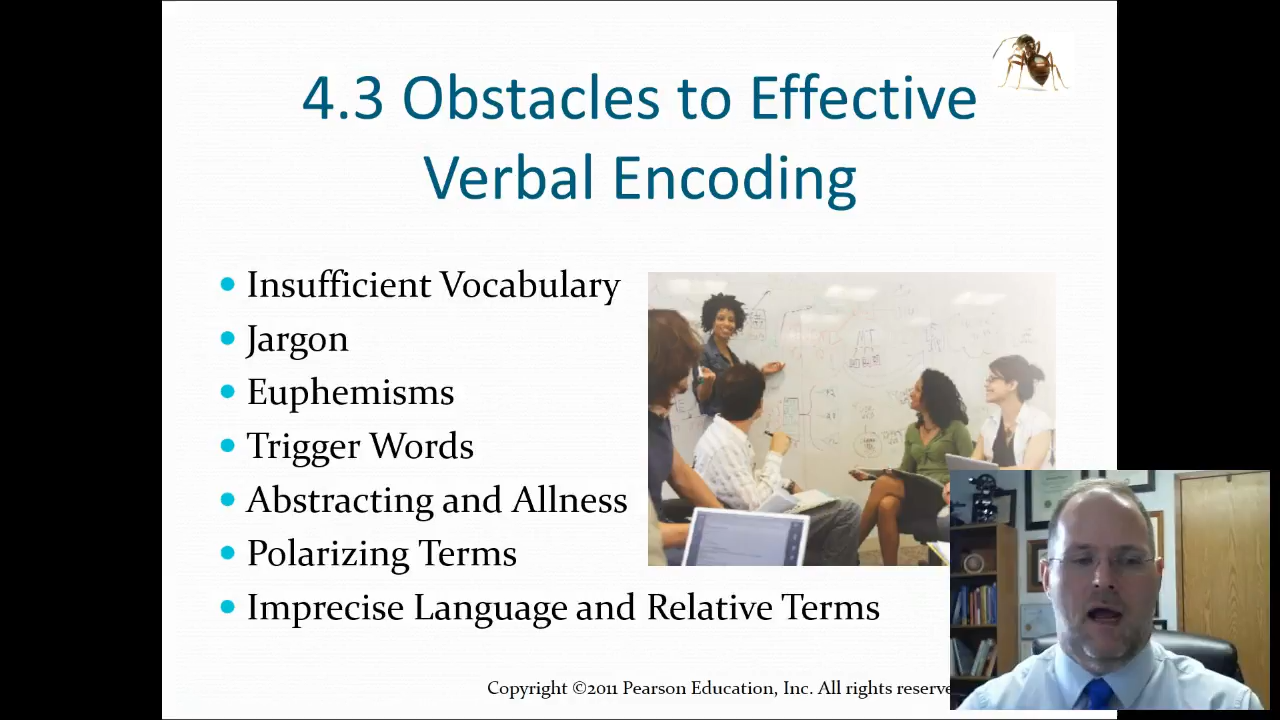 4.3 Obstacles to Effective
Verbal Encoding
Insufficient Vocabulary
Jargon
Euphemisms
Trigger Words
Abstracting and Allness
Polarizing Terms
Imprecise Language and Relative Terms
Copyright ©2011 Pearson Education, Inc. All rights reserve